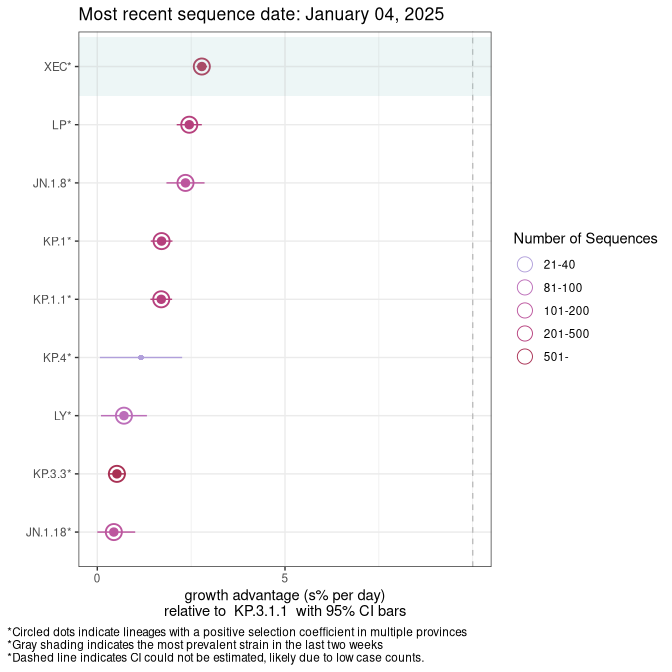 Most recent sequence date: January 04, 2025
XEC*
LP*
JN.1.8*
KP.1*
KP.1.1*
KP.4*
LY*
KP.3.3*
JN.1.18*
0
5
growth advantage (s% per day)
relative to  KP.3.1.1  with 95% CI bars
Number of Sequences
21-40
81-100
101-200
201-500
501-
*Circled dots indicate lineages with a positive selection coefficient in multiple provinces
*Gray shading indicates the most prevalent strain in the last two weeks
*Dashed line indicates CI could not be estimated, likely due to low case counts.